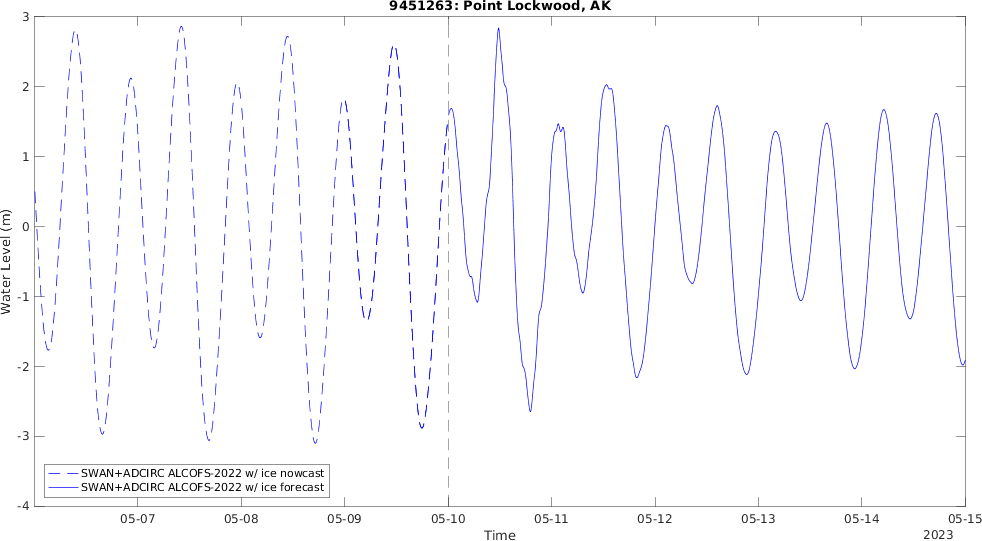 9451263: Point Lockwood, AK
3
2
1
0
-1
-2
-3
-4
Water Level (m)
SWAN+ADCIRC ALCOFS-2022 w/ ice nowcast
SWAN+ADCIRC ALCOFS-2022 w/ ice forecast
05-07 05-08 05-09 05-10 05-11 05-12 05-13 05-14 05-15
Time
2023